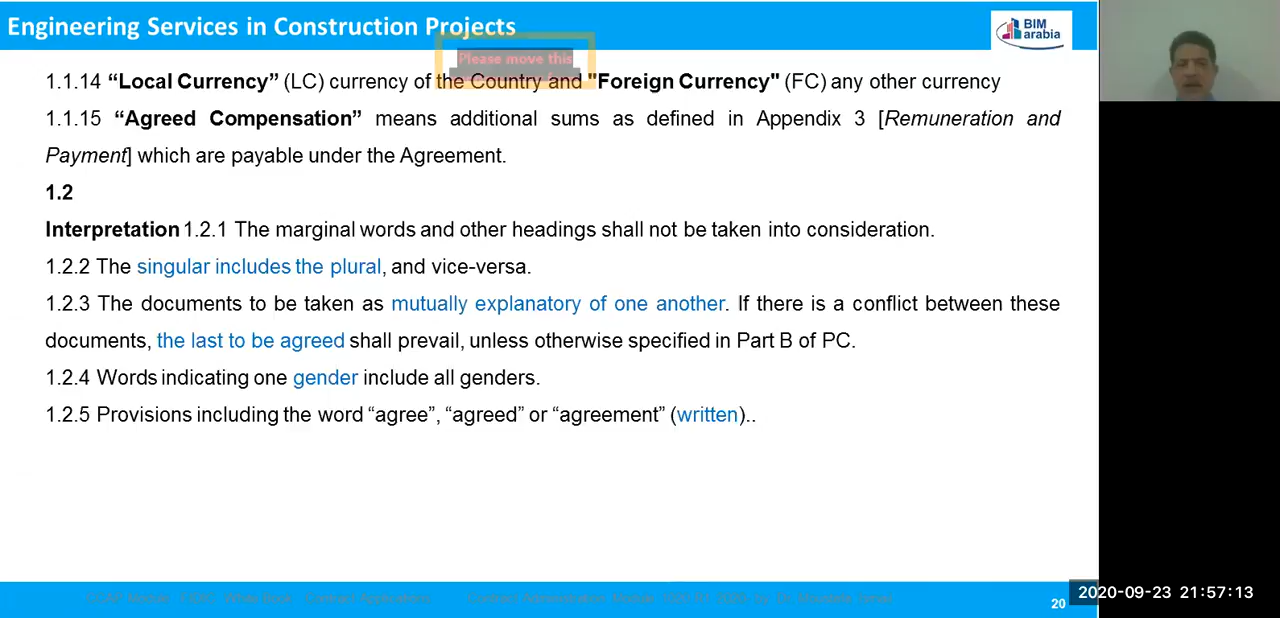 Engineering Services in Construction Projects
BIM
arabia
Please move this
1.1.14 “Local Currency” (LC) currency of the Country and "Foreign Currency" (FC) any other currency
1.1.15 “Agreed Compensation” means additional sums as defined in Appendix 3 [Remuneration and
Payment] which are payable under the Agreement.
1.2
Interpretation 1.2.1 The marginal words and other headings shall not be taken into consideration.
1.2.2 The singular includes the plural, and vice-versa.
1.2.3 The documents to be taken as mutually explanatory of one another. If there is a conflict between these
documents, the last to be agreed shall prevail, unless otherwise specified in Part B of PC.
1.2.4 Words indicating one gender include all genders.
1.2.5 Provisions including the word “agree”, “agreed” or “agreement” (written)..
White Book Contract
20
2020-09-23 21:57:13